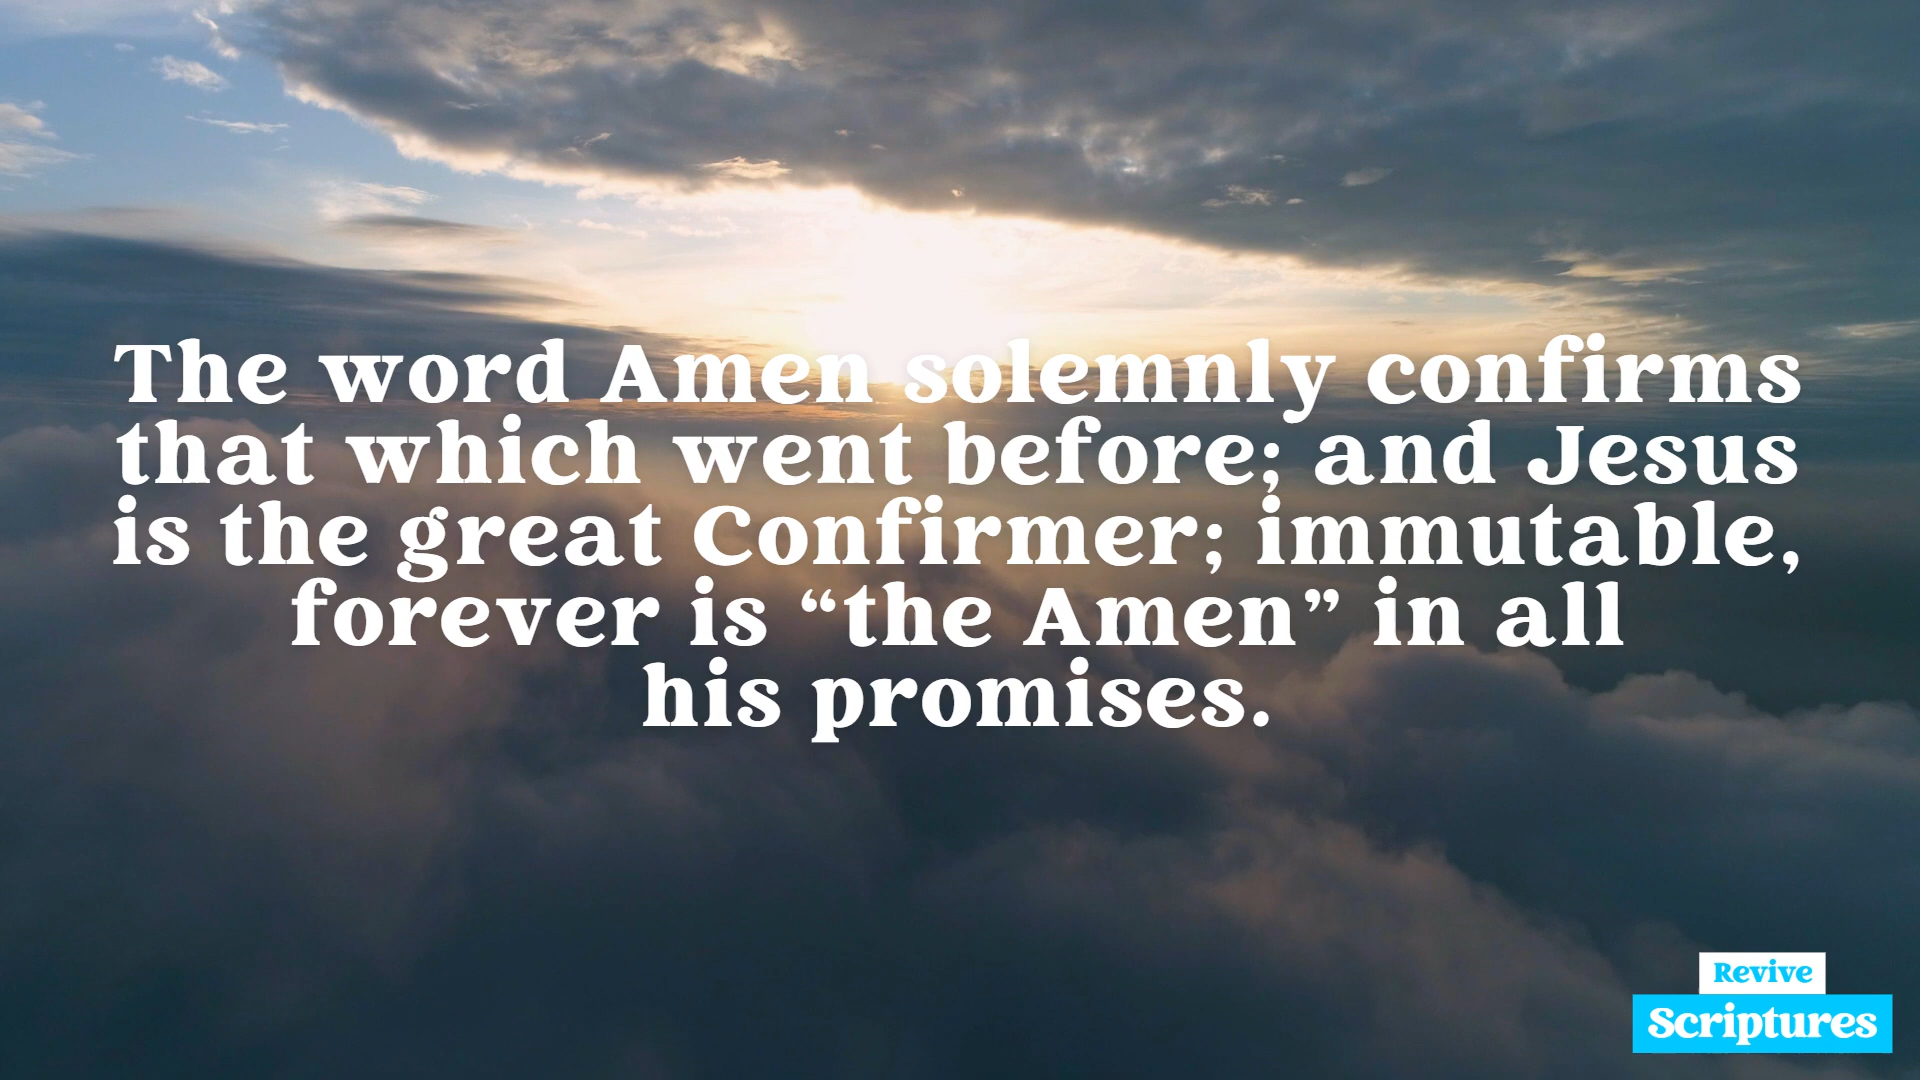 The word Amen solemnly confirms
that which went before; and Jesus
is the great Confirmer; immutable,
forever is “the Amen” in all
his promises.
Revive
Scriptures